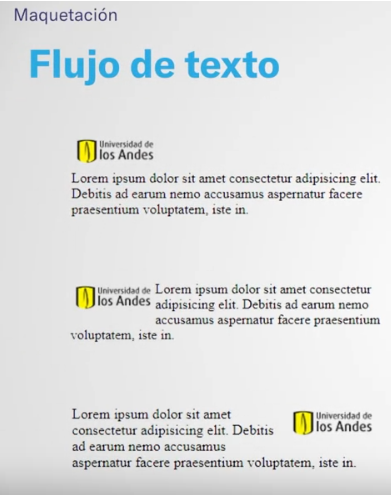 Maquetación
Flujo de texto
Universidad de
los Andes
Lorem ipsum dolor sit amet consectetur adipisicing elit.
Debitis ad earum nemo accusamus aspernatur facere
praesentium voluptatem, iste in.
Universidad de
los Andes
Lorem ipsum dolor sit amet consectetur
adipisicing elit. Debitis ad earum nemo
accusamus aspernatur facere praesentium
voluptatem, iste in.
Lorem ipsum dolor sit amet
consectetur adipisicing elit. Debitis
ad earum nemo accusamus
aspernatur facere praesentium voluptatem, iste in.
Universidad de
los Andes